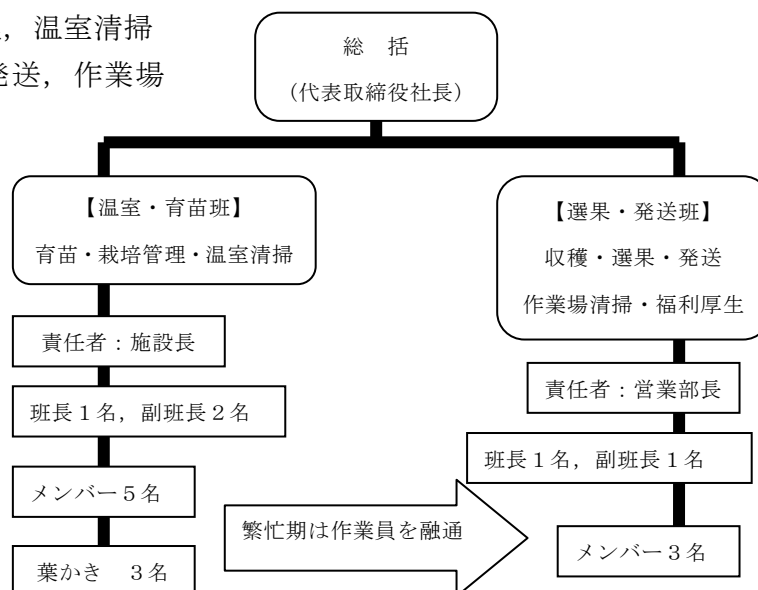 ，温室清掃
発送，作業場
総　括
（代表取締役社長）
【温室・育苗班】
育苗・栽培管理・温室清掃
責任者：施設長
班長１名，副班長２名
メンバー５名
葉かき　３名
繁忙期は作業員を融通
【選果・発送班】
収穫・選果・発送
作業場清掃・福利厚生
責任者：営業部長
班長１名，副班長１名
メンバー３名